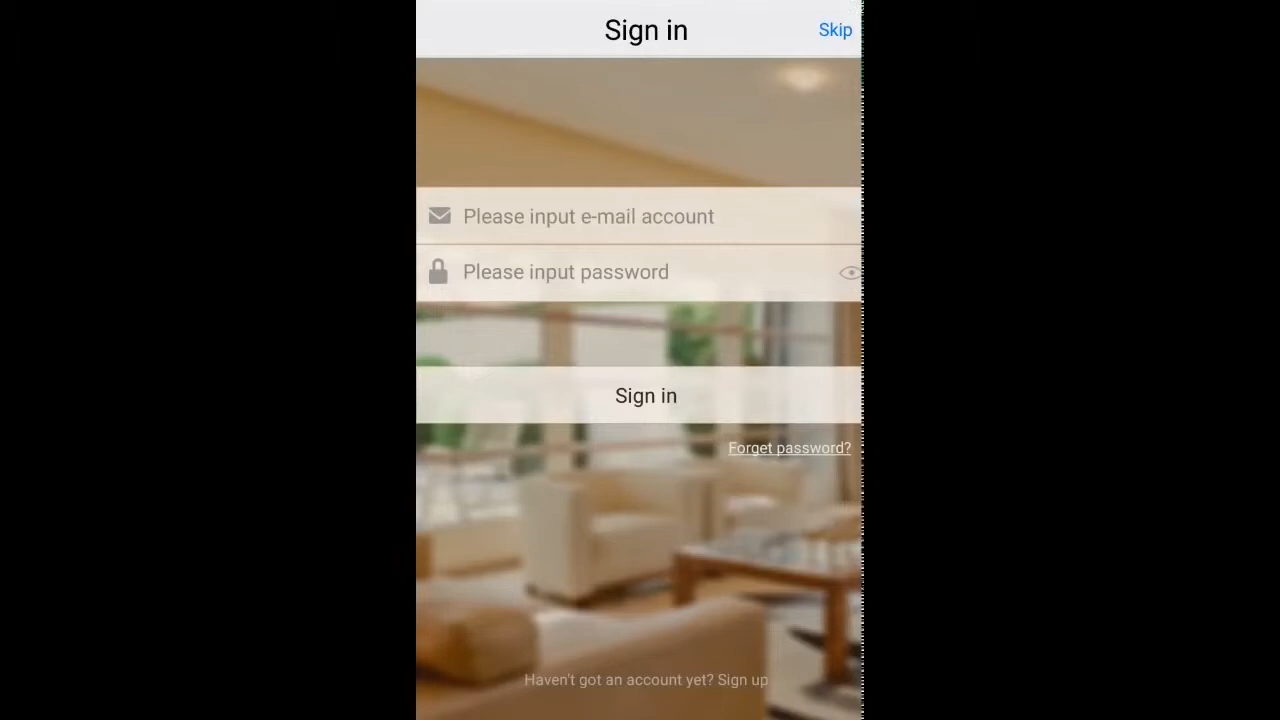 Sign in
Skip
Please input e-mail account
Please input password
Sign in
Forget password?
Haven't got an account yet? Sign up